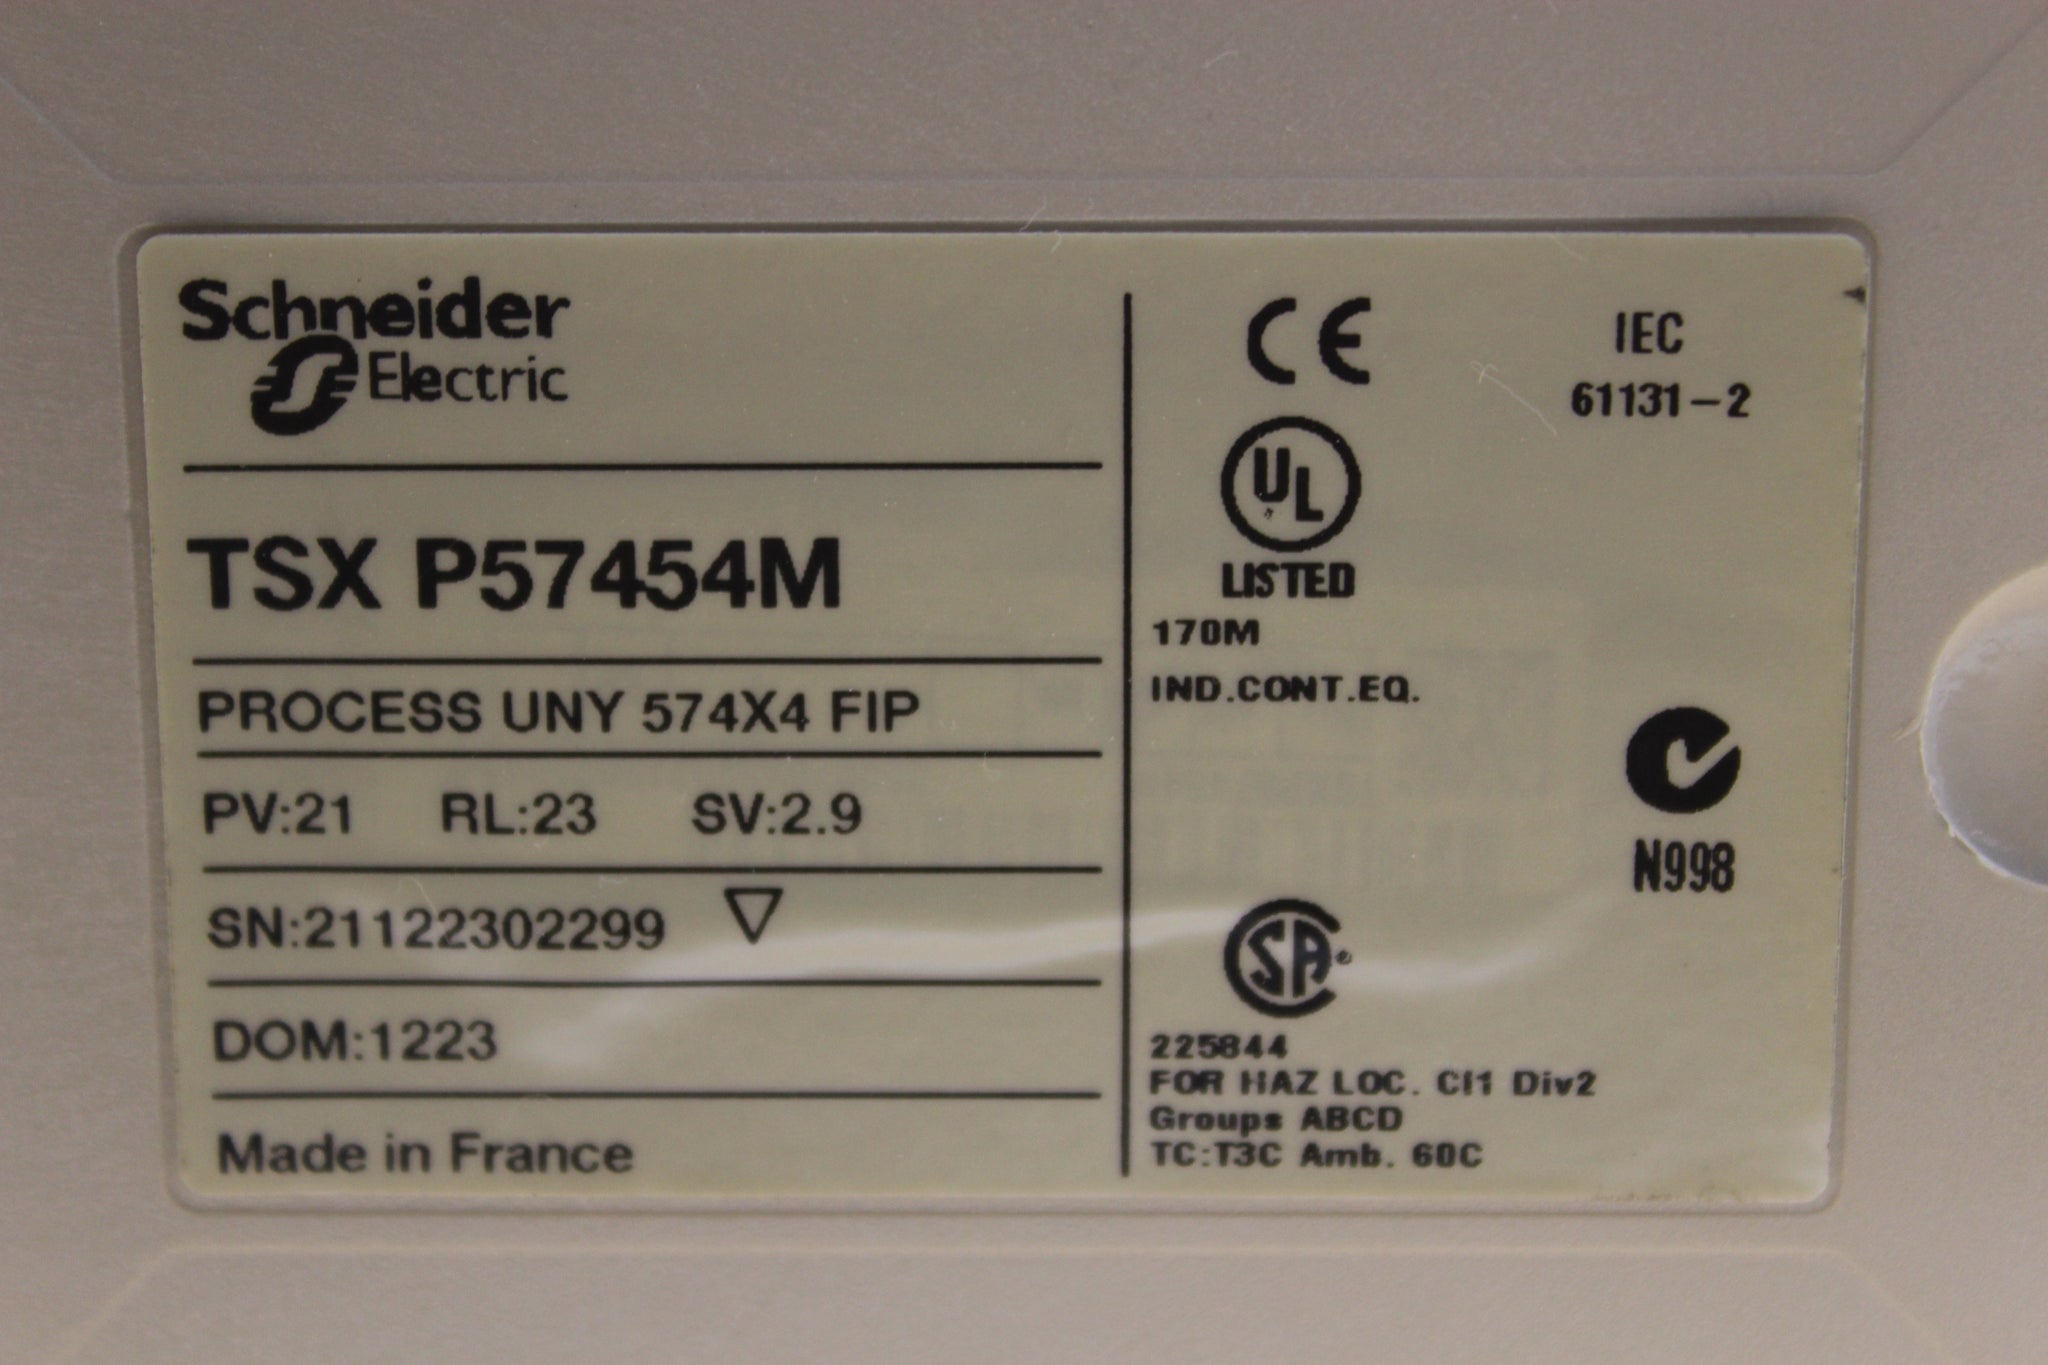 Schneider
Electric
TSX P57454M
PROCESS UNY 574X4 FIP
PV:21 RL:23 SV:2.9
SN:21122302299
DOM:1223
Made in France
CE
IEC
61131-2
UL
LISTED
170M
IND.CONT.EQ.
N998
SA
225844
FOR HAZ LOC. Cl1 Div2
Groups ABCD
TC:T3C Amb. 60C